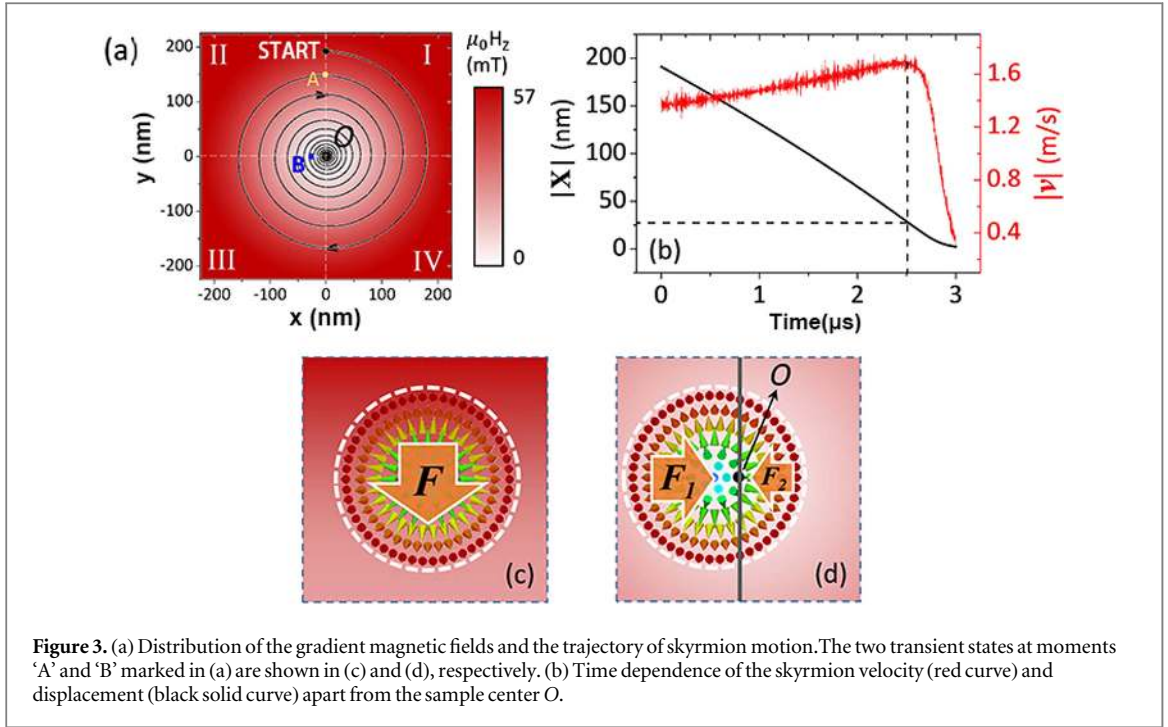 (a)
200
100
0
-100
-200
y (nm)
START
II
I
A
O
B
III
IV
-200
-100
0
100
200
x (nm)
μ₀Hz
(mT)
57
0
200
150
100
50
0
|X| (nm)
(b)
0
1
2
3
Time(μs)
1.6
1.2
0.8
0.4
|v| (m/s)
F
(c)
O
F₁
F₂
(d)
Figure 3. (a) Distribution of the gradient magnetic fields and the trajectory of skyrmion motion.The two transient states at moments
‘A’ and ‘B’ marked in (a) are shown in (c) and (d), respectively. (b) Time dependence of the skyrmion velocity (red curve) and
displacement (black solid curve) apart from the sample center O.